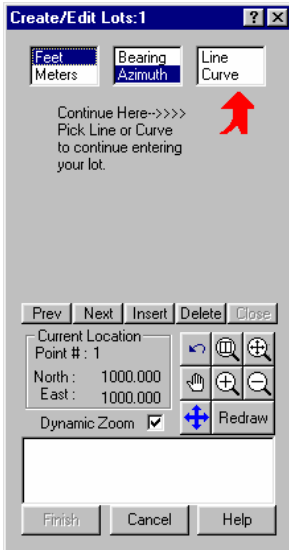 Create/Edit Lots:1 ? X
Feet Bearing Line
Meters Azimuth Curve
Continue Here-->>>>
Pick Line or Curve
to continue entering
your lot.
Prev Next Insert Delete Close
Current Location
Point # : 1
North : 1000.000
East : 1000.000
Dynamic Zoom
Redraw
Finish Cancel Help